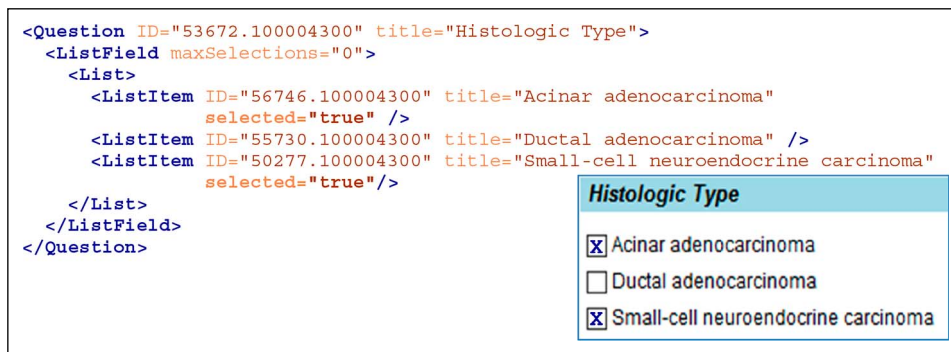 <Question ID="53672.100004300" title="Histologic Type">
<ListField maxSelections="0">
<List>
<ListItem ID="56746.100004300" title="Acinar adenocarcinoma"
selected="true" />
<ListItem ID="55730.100004300" title="Ductal adenocarcinoma" />
<ListItem ID="50277.100004300" title="Small-cell neuroendocrine carcinoma"
selected="true"/>
</List>
</ListField>
</Question>
Histologic Type
X Acinar adenocarcinoma
Ductal adenocarcinoma
X Small-cell neuroendocrine carcinoma